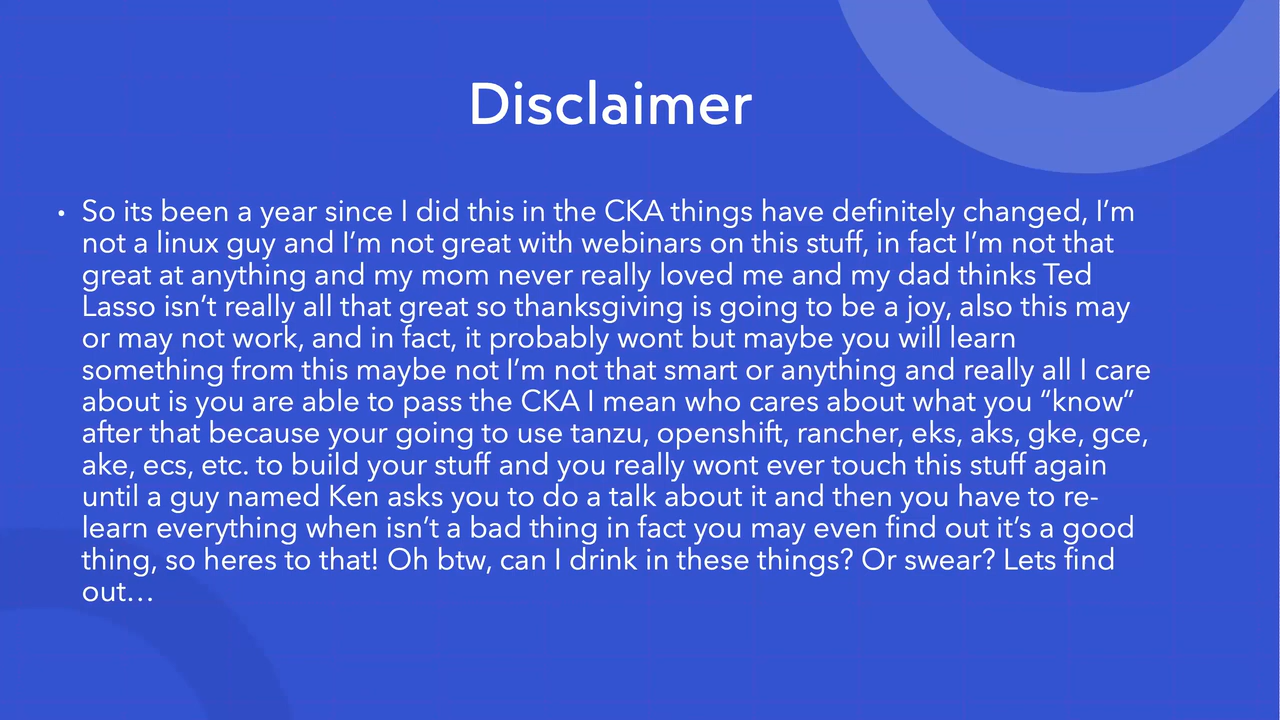 Disclaimer
• So its been a year since I did this in the CKA things have definitely changed, I’m
not a linux guy and I’m not great with webinars on this stuff, in fact I’m not that
great at anything and my mom never really loved me and my dad thinks Ted
Lasso isn’t really all that great so thanksgiving is going to be a joy, also this may
or may not work, and in fact, it probably wont but maybe you will learn
something from this maybe not I’m not that smart or anything and really all I care
about is you are able to pass the CKA I mean who cares about what you “know”
after that because your going to use tanzu, openshift, rancher, eks, aks, gke, gce,
ake, ecs, etc. to build your stuff and you really wont ever touch this stuff again
until a guy named Ken asks you to do a talk about it and then you have to re-
learn everything when isn’t a bad thing in fact you may even find out it’s a good
thing, so heres to that! Oh btw, can I drink in these things? Or swear? Lets find
out…